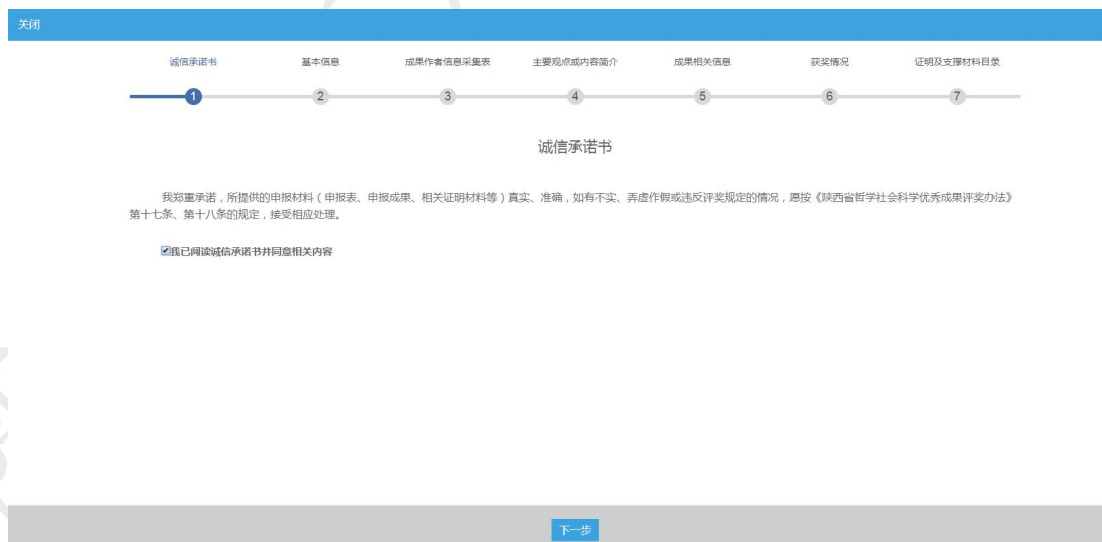 关闭
诚信承诺书 基本信息 成果作者信息采集表 主要观点或内容简介 成果相关信息 获奖情况 证明及支撑材料目录
1 2 3 4 5 6 7
诚信承诺书
我郑重承诺，所提供的申报材料（申报表、申报成果、相关证明材料等）真实、准确，如有不实、弄虚作假或违反评奖规定的情况，愿按《陕西省哲学社会科学优秀成果评奖办法》
第十七条、第十八条的规定，接受相应处理。
我已阅读诚信承诺书并同意相关内容
下一步